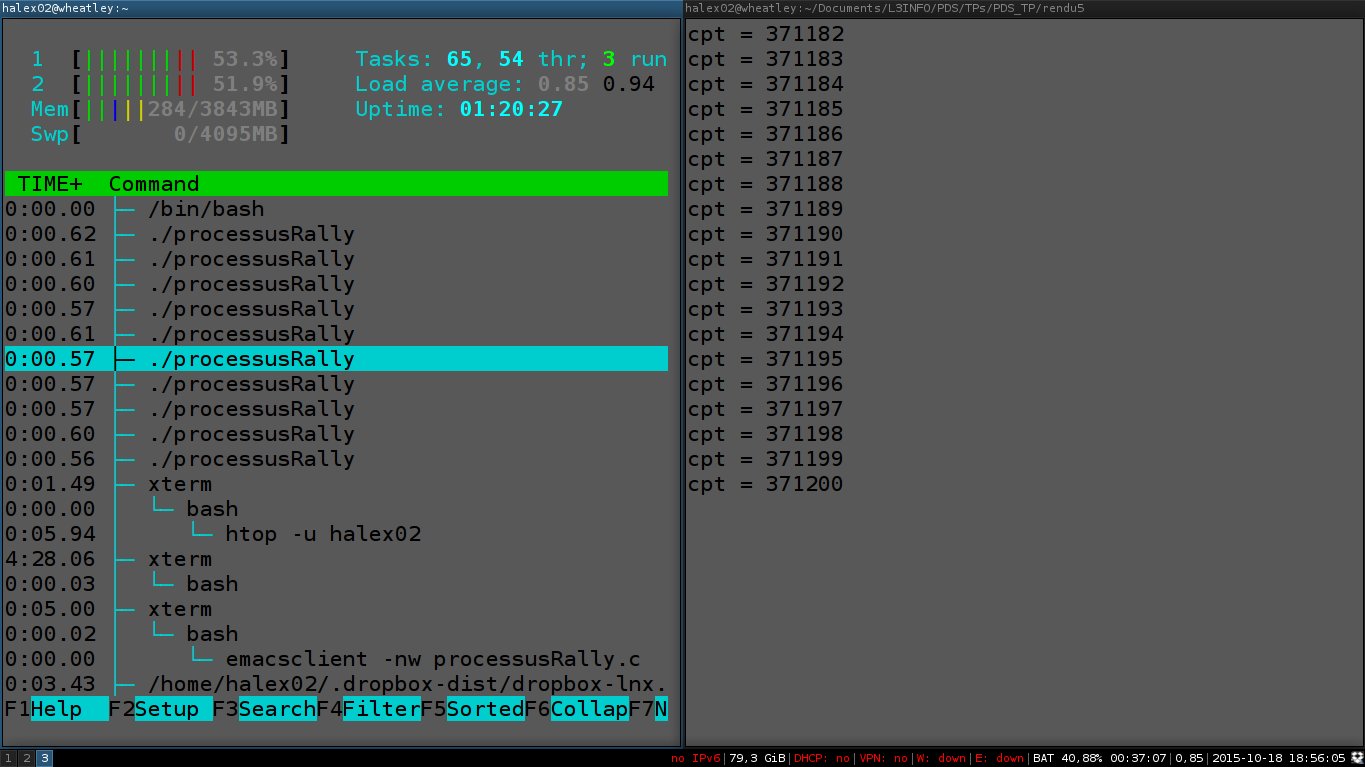 halex02@wheatley:~
1 [|||||||||| 53.3%] Tasks: 65, 54 thr; 3 run
2 [|||||||||| 51.9%] Load average: 0.85 0.94
Mem[|||||284/3843MB] Uptime: 01:20:27
Swp[ 0/4095MB]
TIME+ Command
0:00.00 ├─ /bin/bash
0:00.62 ├─ ./processusRally
0:00.61 ├─ ./processusRally
0:00.60 ├─ ./processusRally
0:00.57 ├─ ./processusRally
0:00.61 ├─ ./processusRally
0:00.57 ├─ ./processusRally
0:00.57 ├─ ./processusRally
0:00.57 ├─ ./processusRally
0:00.60 ├─ ./processusRally
0:00.56 ├─ ./processusRally
0:01.49 ├─ xterm
0:00.00 │ └─ bash
0:05.94 │ └─ htop -u halex02
4:28.06 ├─ xterm
0:00.03 │ └─ bash
0:05.00 ├─ xterm
0:00.02 │ └─ bash
0:00.00 │ └─ emacsclient -nw processusRally.c
0:03.43 ├─ /home/halex02/.dropbox-dist/dropbox-lnx.
F1Help F2Setup F3SearchF4FilterF5SortedF6CollapF7N
halex02@wheatley:~/Documents/L3INFO/PDS/TPs/PDS_TP/rendu5
cpt = 371182
cpt = 371183
cpt = 371184
cpt = 371185
cpt = 371186
cpt = 371187
cpt = 371188
cpt = 371189
cpt = 371190
cpt = 371191
cpt = 371192
cpt = 371193
cpt = 371194
cpt = 371195
cpt = 371196
cpt = 371197
cpt = 371198
cpt = 371199
cpt = 371200
1 2 3
no IPv6|79,3 GiB|DHCP: no|VPN: no|W: down|E: down|BAT 40,88% 00:37:07|0,85|2015-10-18 18:56:05